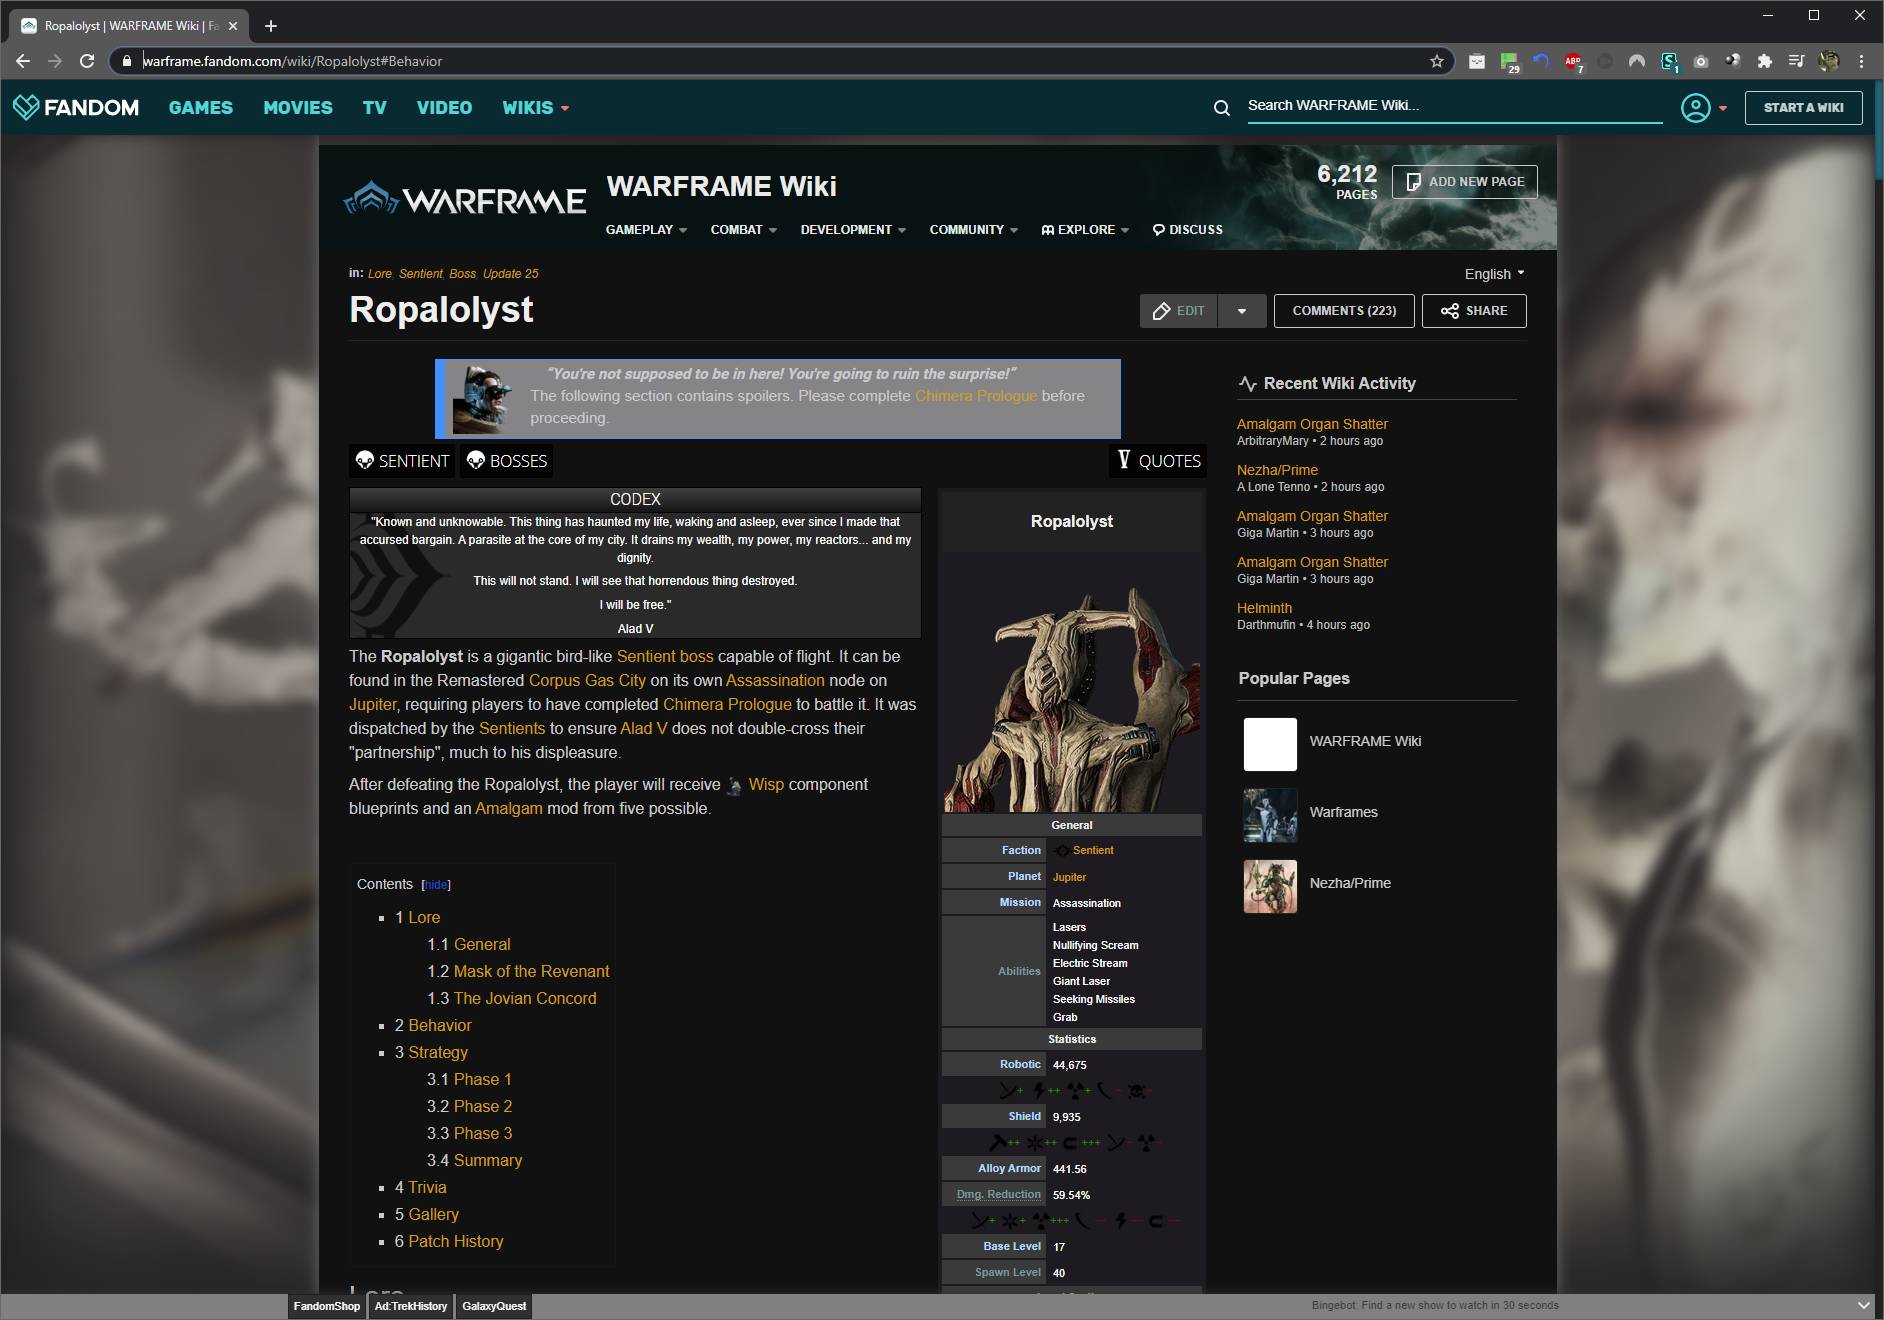 Ropalolyst | WARFRAME Wiki | Fa
warframe.fandom.com/wiki/Ropalolyst#Behavior
29
ABP
7
S
1
FANDOM
GAMES
MOVIES
TV
VIDEO
WIKIS
Search WARFRAME Wiki...
START A WIKI
WARFRAME
WARFRAME Wiki
6,212
PAGES
ADD NEW PAGE
GAMEPLAY
COMBAT
DEVELOPMENT
COMMUNITY
EXPLORE
DISCUSS
in: Lore, Sentient, Boss, Update 25
English
Ropalolyst
EDIT
COMMENTS (223)
SHARE
"You're not supposed to be in here! You're going to ruin the surprise!"
The following section contains spoilers. Please complete Chimera Prologue before
proceeding.
SENTIENT
BOSSES
QUOTES
CODEX
"Known and unknowable. This thing has haunted my life, waking and asleep, ever since I made that
accursed bargain. A parasite at the core of my city. It drains my wealth, my power, my reactors... and my
dignity.
This will not stand. I will see that horrendous thing destroyed.
I will be free."
Alad V
The Ropalolyst is a gigantic bird-like Sentient boss capable of flight. It can be
found in the Remastered Corpus Gas City on its own Assassination node on
Jupiter, requiring players to have completed Chimera Prologue to battle it. It was
dispatched by the Sentients to ensure Alad V does not double-cross their
"partnership", much to his displeasure.
After defeating the Ropalolyst, the player will receive Wisp component
blueprints and an Amalgam mod from five possible.
Contents [hide]
1 Lore
1.1 General
1.2 Mask of the Revenant
1.3 The Jovian Concord
2 Behavior
3 Strategy
3.1 Phase 1
3.2 Phase 2
3.3 Phase 3
3.4 Summary
4 Trivia
5 Gallery
6 Patch History
Lore
Ropalolyst
General
Faction Sentient
Planet Jupiter
Mission Assassination
Abilities
Lasers
Nullifying Scream
Electric Stream
Giant Laser
Seeking Missiles
Grab
Statistics
Robotic 44,675
+ ++ + - -
Shield 9,935
++ ++ +++ - -
Alloy Armor 441.56
Dmg. Reduction 59.54%
+ + +++ -- -- --
Base Level 17
Spawn Level 40
Recent Wiki Activity
Amalgam Organ Shatter
ArbitraryMary • 2 hours ago
Nezha/Prime
A Lone Tenno • 2 hours ago
Amalgam Organ Shatter
Giga Martin • 3 hours ago
Amalgam Organ Shatter
Giga Martin • 3 hours ago
Helminth
Darthmufin • 4 hours ago
Popular Pages
WARFRAME Wiki
Warframes
Nezha/Prime
FandomShop
Ad:TrekHistory
GalaxyQuest
Bingebot: Find a new show to watch in 30 seconds